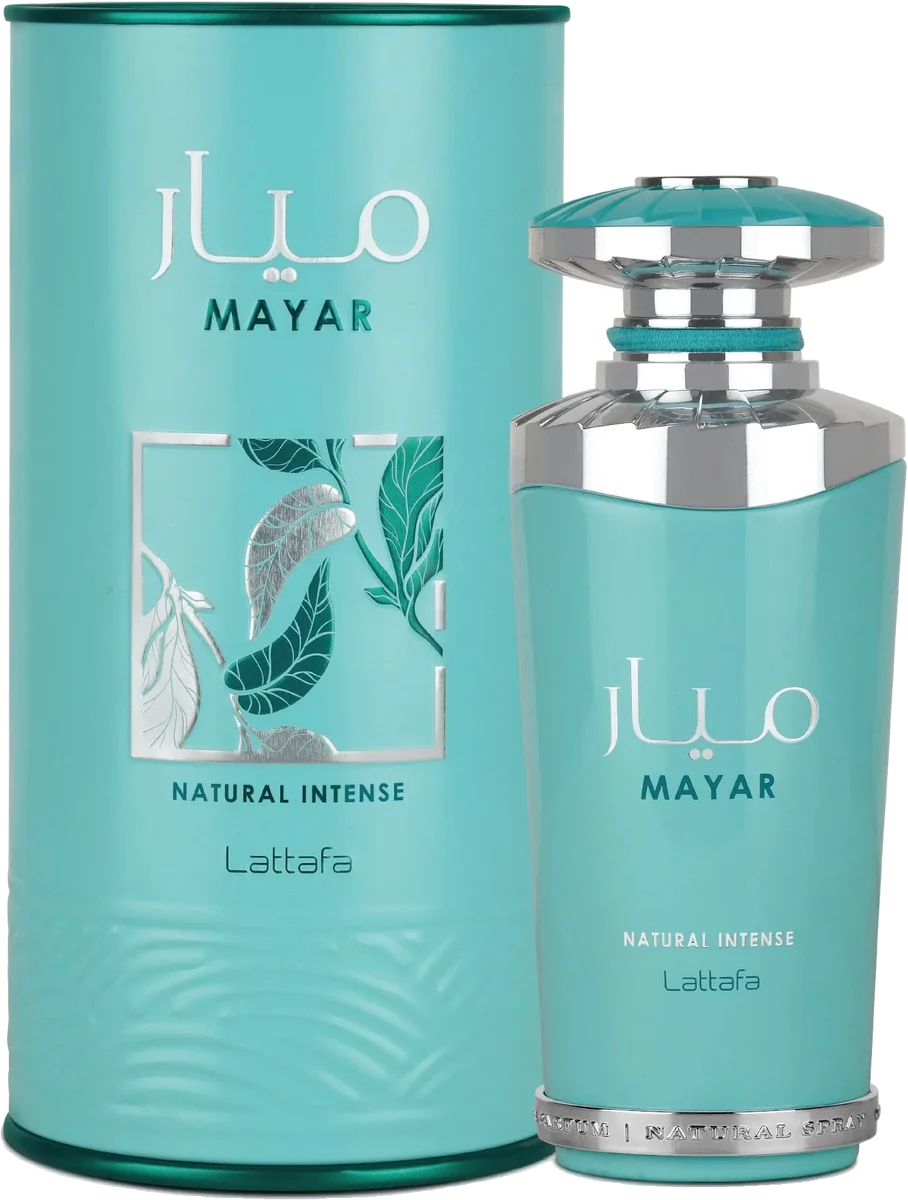 ميار
MAYAR
NATURAL INTENSE
Lattafa
ميار
MAYAR
NATURAL INTENSE
Lattafa
| NATURAL SPRAY